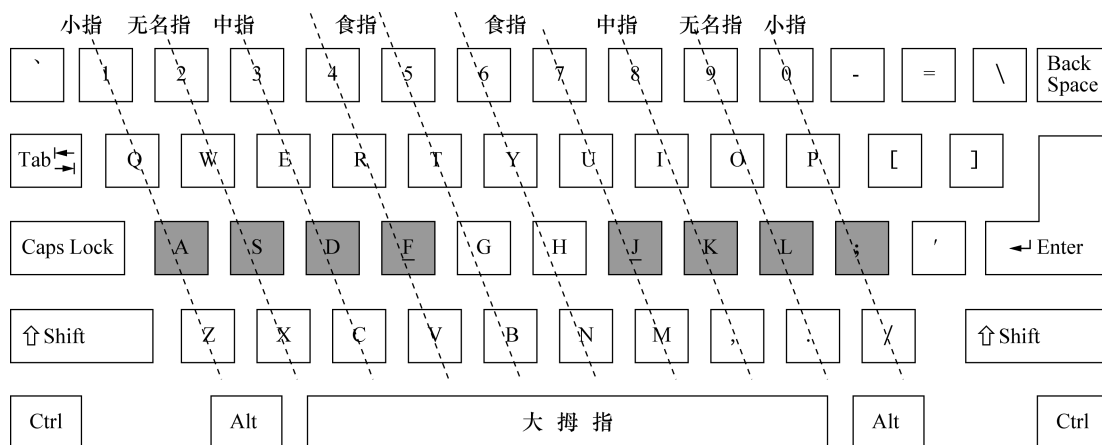 小指 无名指 中指 食指 食指 中指 无名指 小指
` 1 2 3 4 5 6 7 8 9 0 - = \ Back Space
Tab Q W E R T Y U I O P [ ]
Caps Lock A S D F G H J K L ; ′ Enter
Shift Z X C V B N M , . / Shift
Ctrl Alt 大拇指 Alt Ctrl